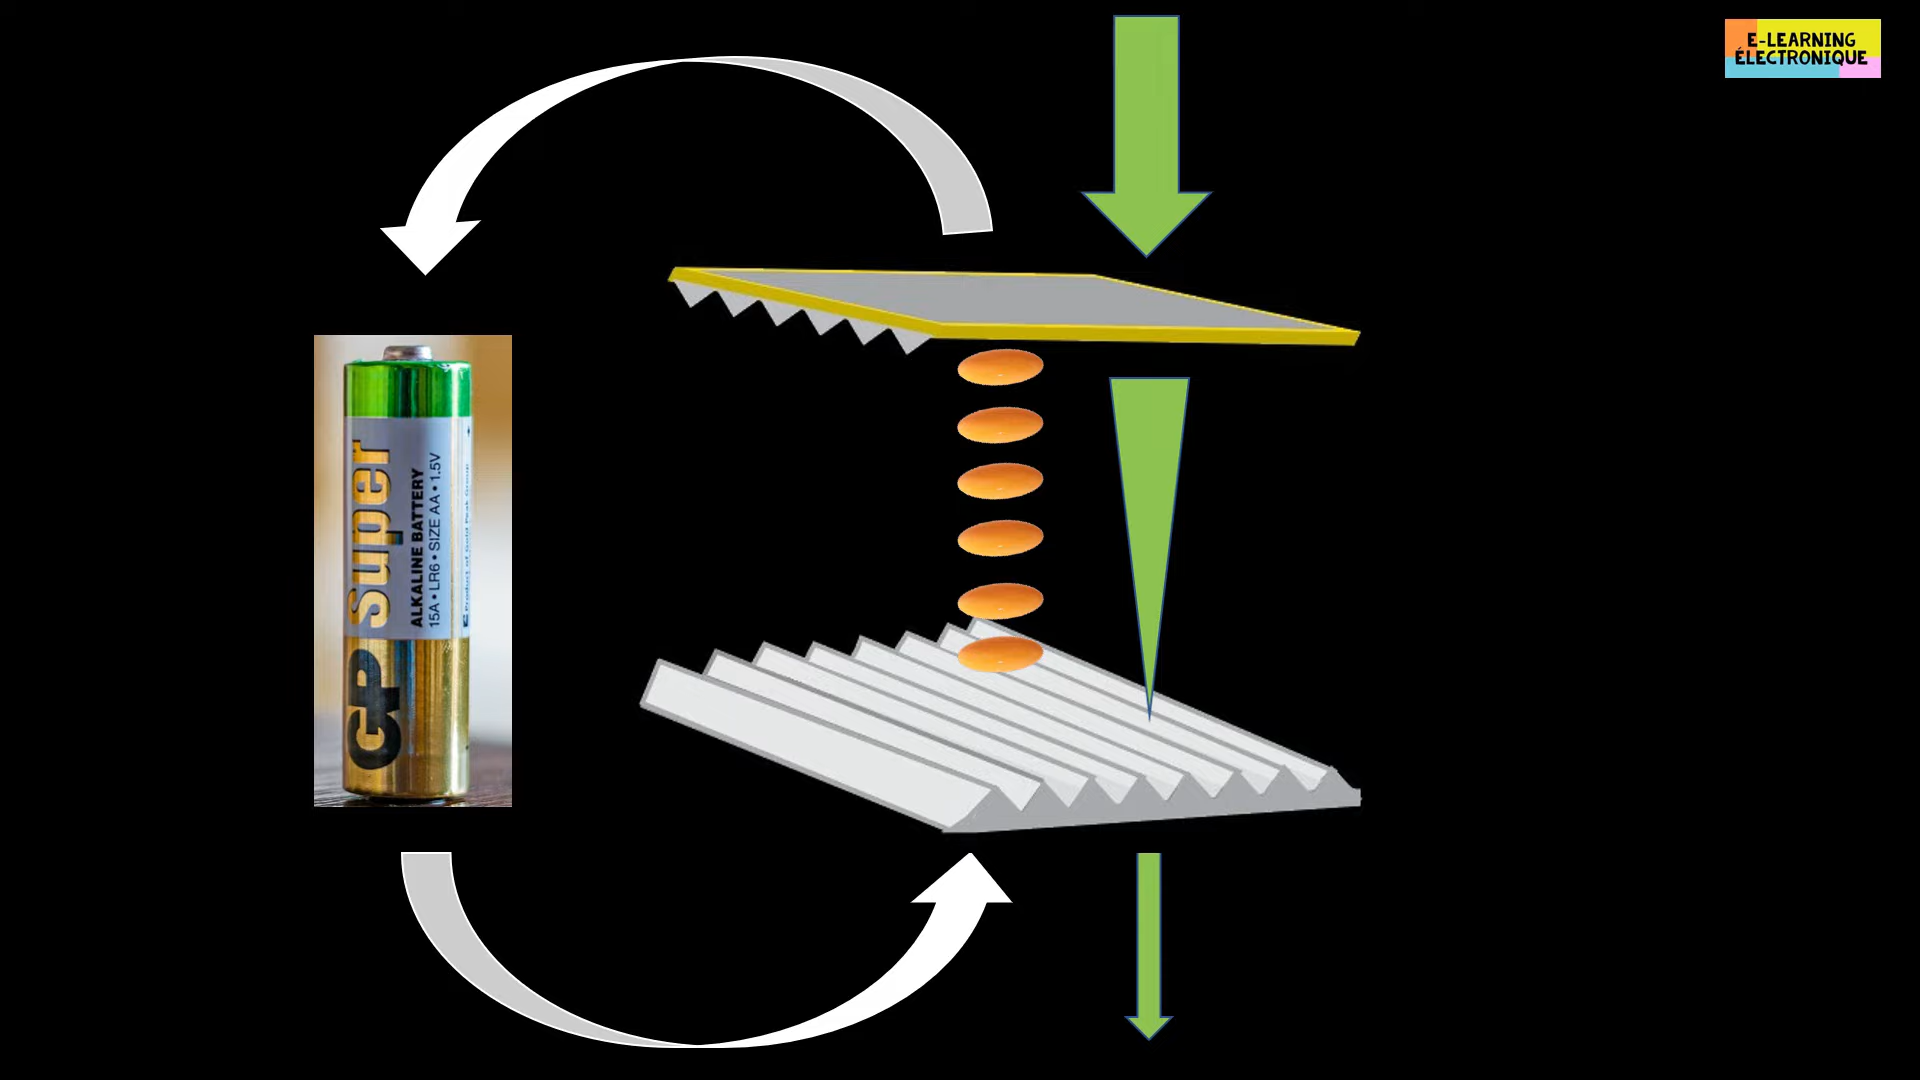 E-LEARNING
ÉLECTRONIQUE
GP Super
ALKALINE BATTERY
15A • LR6 • SIZE AA • 1.5V